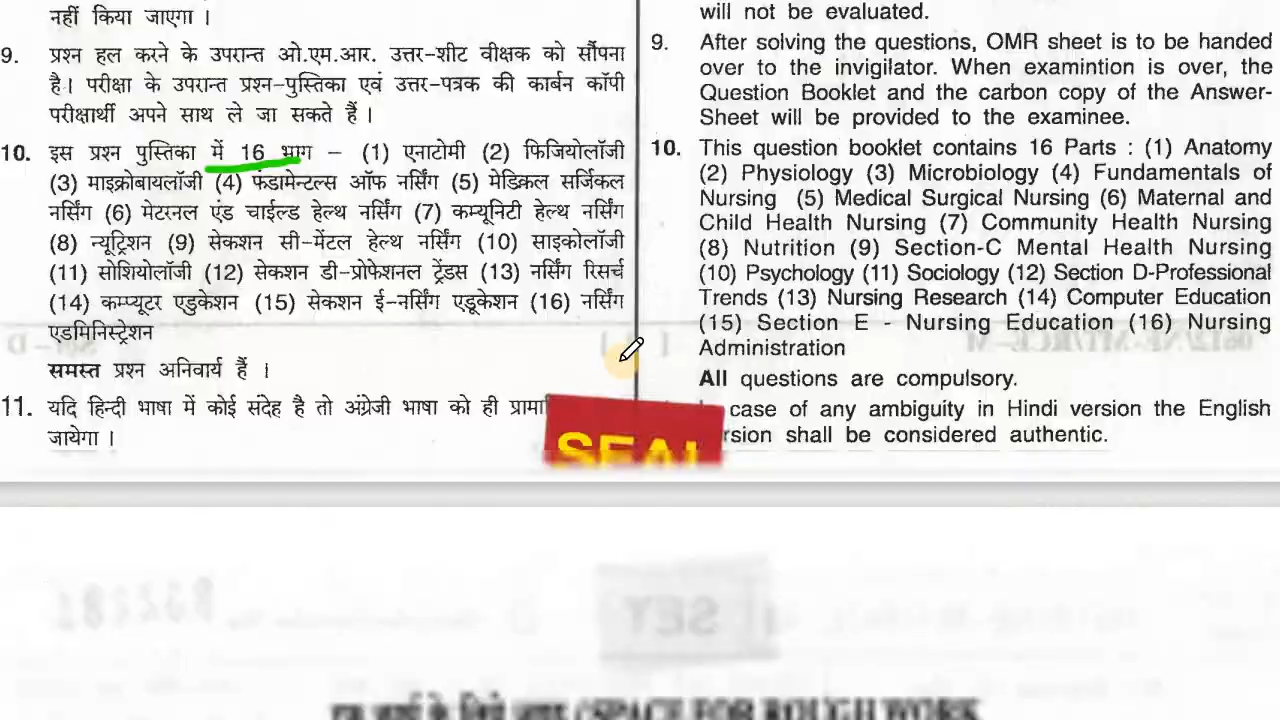 नहीं किया जाएगा ।
9. प्रश्न हल करने के उपरान्त ओ.एम.आर. उत्तर-शीट वीक्षक को सौंपना
है। परीक्षा के उपरान्त प्रश्न-पुस्तिका एवं उत्तर-पत्रक की कार्बन कॉपी
परीक्षार्थी अपने साथ ले जा सकते हैं ।
10. इस प्रश्न पुस्तिका में 16 भाग – (1) एनाटोमी (2) फिजियोलॉजी
(3) माइक्रोबायलॉजी (4) फंडामेन्टल्स ऑफ नर्सिंग (5) मेडिकल सर्जिकल
नर्सिंग (6) मेटरनल एंड चाईल्ड हेल्थ नर्सिंग (7) कम्यूनिटी हेल्थ नर्सिंग
(8) न्यूट्रिशन (9) सेकशन सी-मेंटल हेल्थ नर्सिंग (10) साइकोलॉजी
(11) सोशियोलॉजी (12) सेकशन डी-प्रोफेशनल ट्रेंडस (13) नर्सिंग रिसर्च
(14) कम्प्यूटर एडुकेशन (15) सेकशन ई-नर्सिंग एडूकेशन (16) नर्सिंग
एडमिनिस्ट्रेशन
समस्त प्रश्न अनिवार्य हैं ।
11. यदि हिन्दी भाषा में कोई संदेह है तो अंग्रेजी भाषा को ही
जायेगा ।
will not be evaluated.
9. After solving the questions, OMR sheet is to be handed
over to the invigilator. When examintion is over, the
Question Booklet and the carbon copy of the Answer-
Sheet will be provided to the examinee.
10. This question booklet contains 16 Parts : (1) Anatomy
(2) Physiology (3) Microbiology (4) Fundamentals of
Nursing (5) Medical Surgical Nursing (6) Maternal and
Child Health Nursing (7) Community Health Nursing
(8) Nutrition (9) Section-C Mental Health Nursing
(10) Psychology (11) Sociology (12) Section D-Professional
Trends (13) Nursing Research (14) Computer Education
(15) Section E - Nursing Education (16) Nursing
Administration
All questions are compulsory.
case of any ambiguity in Hindi version the English
shall be considered authentic.
SEAL
SPACE FOR ROUGH WORK